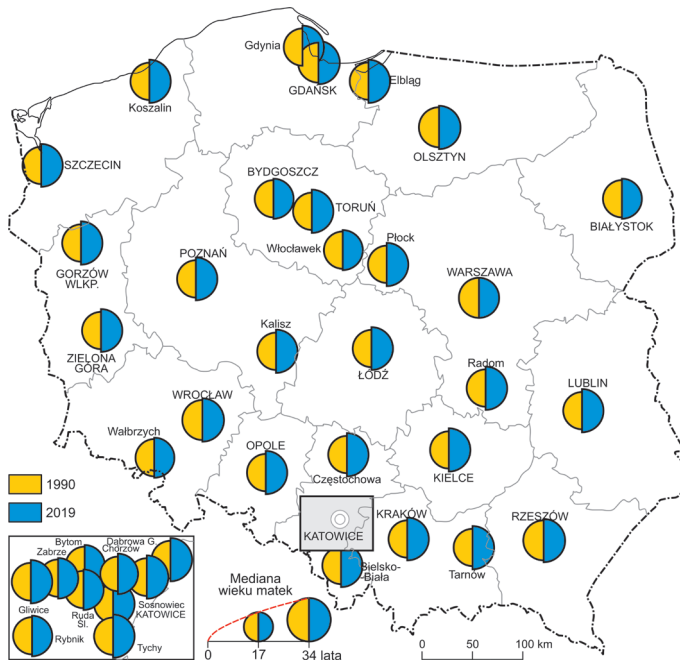 Gdynia
GDAŃSK
Elbląg
Koszalin
OLSZTYN
SZCZECIN
BYDGOSZCZ
TORUŃ
BIAŁYSTOK
Włocławek
Płock
GORZÓW
WLKP.
POZNAŃ
WARSZAWA
Kalisz
ZIELONA
GÓRA
ŁÓDŹ
Radom
LUBLIN
WROCŁAW
Wałbrzych
OPOLE
Częstochowa
KIELCE
1990
2019
KATOWICE
KRAKÓW
RZESZÓW
Tarnów
Bielsko-
Biała
Bytom
Dąbrowa G.
Zabrze
Chorzów
Gliwice
Ruda
Śl.
Sosnowiec
KATOWICE
Rybnik
Tychy
Mediana
wieku matek
0
17
34 lata
0
50
100 km